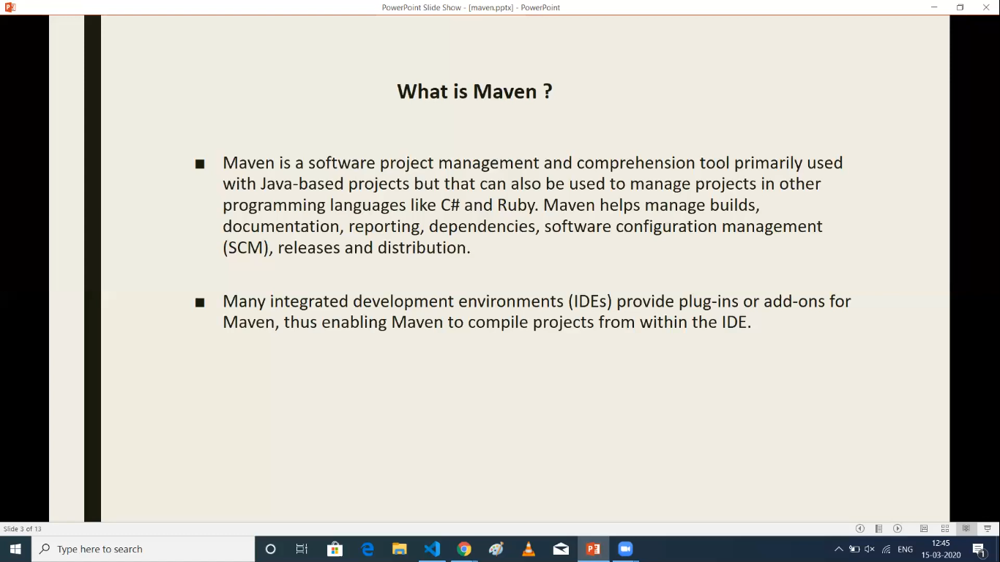 PowerPoint Slide Show - [maven.pptx] - PowerPoint
What is Maven ?
■ Maven is a software project management and comprehension tool primarily used
with Java-based projects but that can also be used to manage projects in other
programming languages like C# and Ruby. Maven helps manage builds,
documentation, reporting, dependencies, software configuration management
(SCM), releases and distribution.
■ Many integrated development environments (IDEs) provide plug-ins or add-ons for
Maven, thus enabling Maven to compile projects from within the IDE.
Slide 3 of 13
Type here to search
ENG
12:45
15-03-2020
1